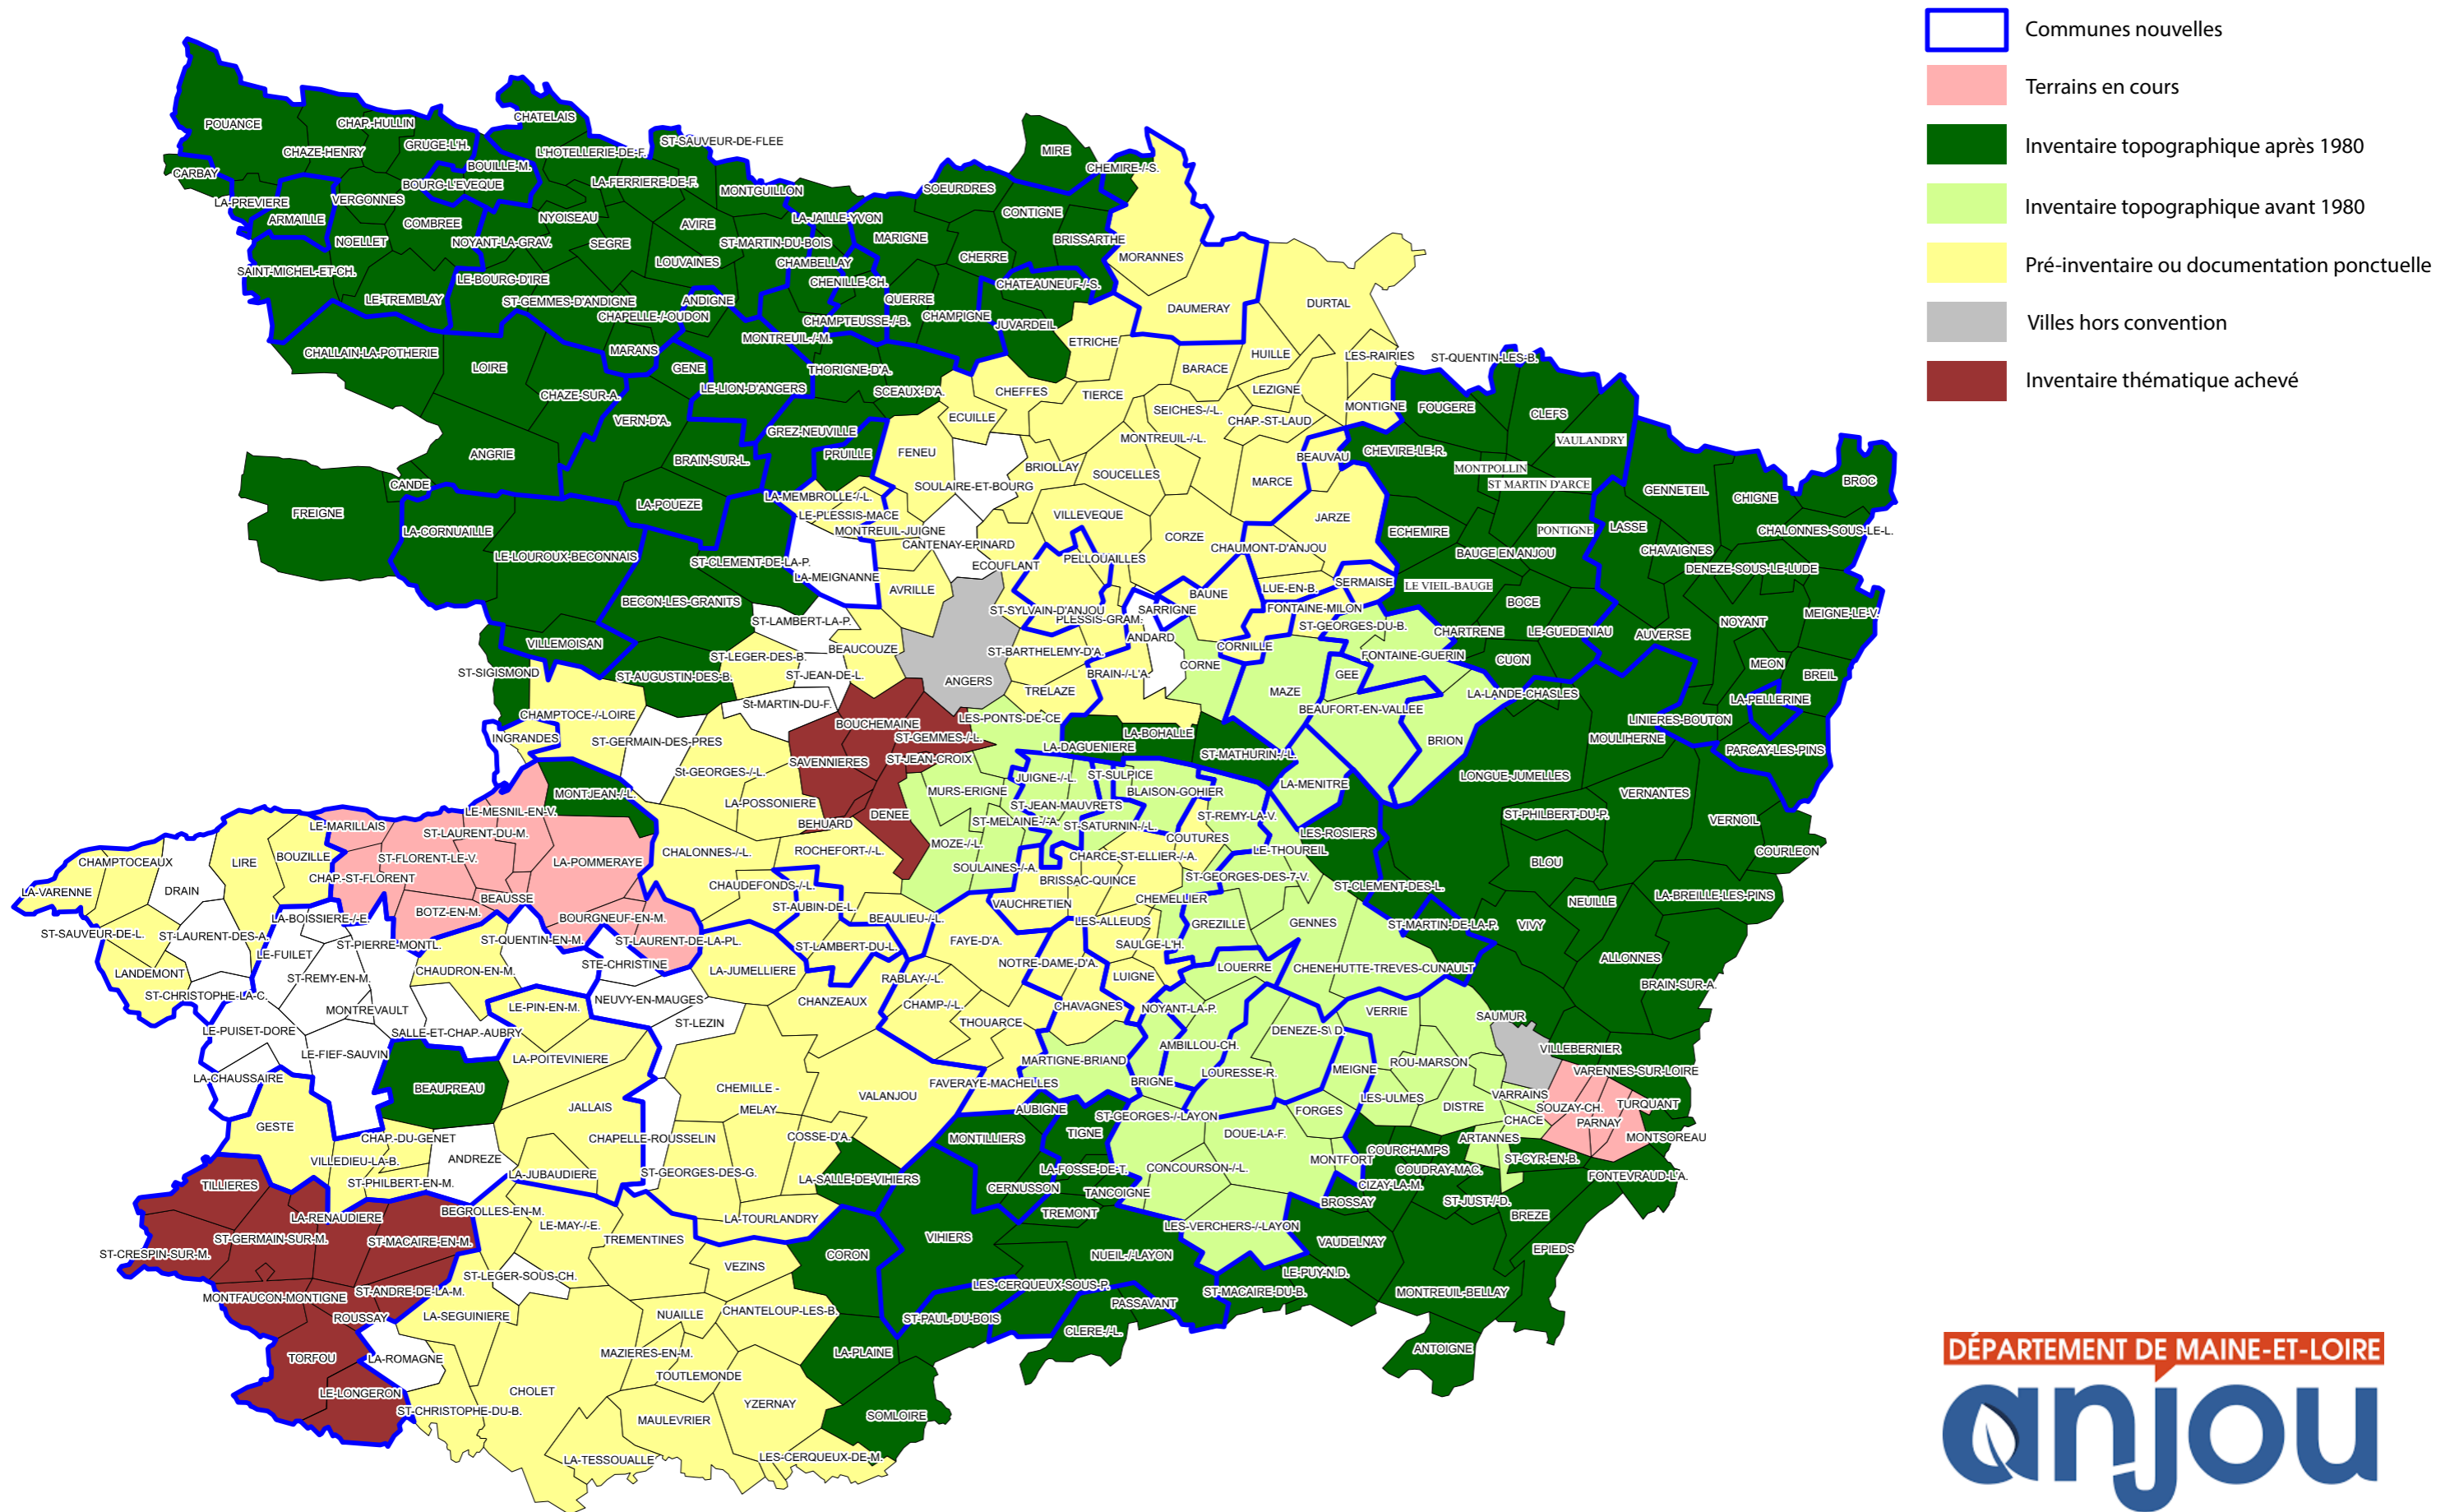 Communes nouvelles
Terrains en cours
Inventaire topographique après 1980
Inventaire topographique avant 1980
Pré-inventaire ou documentation ponctuelle
Villes hors convention
Inventaire thématique achevé
POUANCE
CHAP.-HULLIN
CHATELAIS
CHAZE-HENRY
GRUGE-L'H.
L'HOTELLERIE-DE-F.
ST-SAUVEUR-DE-FLEE
MIRE
CHEMIRE-/-S.
CARBAY
BOUILLE-M.
BOURG-L'EVEQUE
LA-FERRIERE-DE-F.
MONTGUILLON
SOEURDRES
LA-PREVIERE
VERGONNES
ARMAILLE
COMBREE
NYOISEAU
AVIRE
LA-JAILLE-YVON
CONTIGNE
NOELLET
NOYANT-LA-GRAV.
SEGRE
ST-MARTIN-DU-BOIS
MARIGNE
BRISSARTHE
SAINT-MICHEL-ET-CH.
LOUVAINES
CHAMBELLAY
CHERRE
MORANNES
LE-BOURG-D'IRE
CHENILLE-CH.
CHATEAUNEUF-/-S.
LE-TREMBLAY
ST-GEMMES-D'ANDIGNE
ANDIGNE
QUERRE
DAUMERAY
DURTAL
CHAPELLE-/-OUDON
CHAMPTEUSSE-/-B.
CHAMPIGNE
JUVARDEIL
CHALLAIN-LA-POTHERIE
MARANS
MONTREUIL-/-M.
ETRICHE
LOIRE
GENE
THORIGNE-D'A.
BARACE
HUILLE
LES-RAIRIES
ST-QUENTIN-LES-B.
CHAZE-SUR-A.
LE-LION-D'ANGERS
SCEAUX-D'A.
CHEFFES
TIERCE
LEZIGNE
VERN-D'A.
ECUILLE
SEICHES-/-L.
CHAP.-ST-LAUD
MONTIGNE
FOUGERE
CLEFS
GREZ-NEUVILLE
MONTREUIL-/-L.
VAULANDRY
ANGRIE
BRAIN-SUR-L.
PRUILLE
FENEU
BRIOLLAY
SOUCELLES
BEAUVAU
CHEVIRE-LE-R.
MONTPOLLIN
CANDE
SOULAIRE-ET-BOURG
MARCE
ST MARTIN D'ARCE
GENNETEIL
CHIGNE
BROC
FREIGNE
LA-POUEZE
LA-MEMBROLLE-/-L.
LE-PLESSIS-MACE
VILLEVEQUE
JARZE
LA-CORNUAILLE
MONTREUIL-JUIGNE
CORZE
ECHEMIRE
PONTIGNE
LASSE
CHALONNES-SOUS-LE-L.
LE-LOUROUX-BECONNAIS
CANTENAY-EPINARD
CHAUMONT-D'ANJOU
BAUGE EN ANJOU
CHAVAIGNES
ST-CLEMENT-DE-LA-P.
LA-MEIGNANNE
ECOUFLANT
PELLOUAILLES
DENEZE-SOUS-LE-LUDE
AVRILLE
LUE-EN-B.
SERMAISE
LE VIEIL-BAUGE
BECON-LES-GRANITS
BAUNE
BOCE
ST-SYLVAIN-D'ANJOU
SARRIGNE
FONTAINE-MILON
MEIGNE-LE-V.
ST-LAMBERT-LA-P.
PLESSIS-GRAM.
ST-GEORGES-DU-B.
CHARTRENE
LE-GUEDENIAU
NOYANT
VILLEMOISAN
ANDARD
AUVERSE
BEAUCOUZE
ST-BARTHELEMY-D'A.
CORNILLE
ST-LEGER-DES-B.
CORNE
FONTAINE-GUERIN
CUON
MEON
ST-SIGISMOND
ST-AUGUSTIN-DES-B.
ST-JEAN-DE-L.
ANGERS
BRAIN-/-L'A.
GEE
BREIL
TRELAZE
MAZE
LA-LANDE-CHASLES
LA-PELLERINE
St-MARTIN-DU-F.
BEAUFORT-EN-VALLEE
CHAMPTOCE-/-LOIRE
BOUCHEMAINE
LES-PONTS-DE-CE
LINIERES-BOUTON
INGRANDES
ST-GERMAIN-DES-PRES
ST-GEMMES-/-L.
LA-BOHALLE
BRION
MOULIHERNE
LA-DAGUENIERE
ST-MATHURIN-/-L.
PARCAY-LES-PINS
SAVENNIERES
ST-JEAN-CROIX
St-GEORGES-/-L.
JUIGNE-/-L.
ST-SULPICE
LONGUE-JUMELLES
LA-MENITRE
MONTJEAN-/-L.
MURS-ERIGNE
BLAISON-GOHIER
VERNANTES
LA-POSSONIERE
ST-JEAN-MAUVRETS
LE-MESNIL-EN-V.
DENEE
ST-MELAINE-/-A.
ST-REMY-LA-V.
ST-PHILBERT-DU-P.
VERNOIL
LE-MARILLAIS
ST-LAURENT-DU-M.
BEHUARD
ST-SATURNIN-/-L.
LES-ROSIERS
COUTURES
MOZE-/-L.
CHALONNES-/-L.
ROCHEFORT-/-L.
LE-THOUREIL
COURLEON
CHAMPTOCEAUX
LIRE
BOUZILLE
ST-FLORENT-LE-V.
LA-POMMERAYE
CHARCE-ST-ELLIER-/-A.
BLOU
SOULAINES-/-A.
LA-VARENNE
DRAIN
CHAP.-ST-FLORENT
CHAUDEFONDS-/-L.
BRISSAC-QUINCE
ST-GEORGES-DES-7-V.
ST-CLEMENT-DES-L.
LA-BREILLE-LES-PINS
BEAUSSE
NEUILLE
BOTZ-EN-M.
ST-AUBIN-DE-L.
VAUCHRETIEN
CHEMELLIER
LA-BOISSIERE-/-E.
BOURGNEUF-EN-M.
BEAULIEU-/-L.
LES-ALLEUDS
GREZILLE
GENNES
ST-MARTIN-DE-LA-P.
VIVY
ST-SAUVEUR-DE-L.
ST-LAURENT-DES-A.
ST-PIERRE-MONTL.
ST-QUENTIN-EN-M.
ST-LAURENT-DE-LA-PL.
ST-LAMBERT-DU-L.
FAYE-D'A.
SAULGE-L'H.
LE-FUILET
STE-CHRISTINE
NOTRE-DAME-D'A.
ALLONNES
LANDEMONT
ST-REMY-EN-M.
CHAUDRON-EN-M.
LA-JUMELLIERE
RABLAY-/-L.
LUIGNE
LOUERRE
CHENEHUTTE-TREVES-CUNAULT
BRAIN-SUR-A.
ST-CHRISTOPHE-LA-C.
NEUVY-EN-MAUGES
CHANZEAUX
CHAMP-/-L.
CHAVAGNES
NOYANT-LA-P.
MONTREVAULT
LE-PIN-EN-M.
VERRIE
SAUMUR
LE-PUISET-DORE
SALLE-ET-CHAP.-AUBRY
ST-LEZIN
THOUARCE
DENEZE-S\ D.
AMBILLOU-CH.
VILLEBERNIER
LE-FIEF-SAUVIN
LA-POITEVINIERE
MARTIGNE-BRIAND
ROU-MARSON
LA-CHAUSSAIRE
LOURESSE-R.
MEIGNE
VARENNES-SUR-LOIRE
BEAUPREAU
CHEMILLE -
MELAY
FAVERAYE-MACHELLES
BRIGNE
VALANJOU
LES-ULMES
VARRAINS
JALLAIS
AUBIGNE
ST-GEORGES-/-LAYON
FORGES
DISTRE
SOUZAY-CH.
TURQUANT
GESTE
CHACE
PARNAY
CHAP.-DU-GENET
CHAPELLE-ROUSSELIN
COSSE-D'A.
MONTILLIERS
TIGNE
DOUE-LA-F.
ARTANNES
MONTSOREAU
VILLEDIEU-LA-B.
ANDREZE
MONTFORT
COURCHAMPS
ST-CYR-EN-B.
LA-JUBAUDIERE
ST-GEORGES-DES-G.
LA-SALLE-DE-VIHIERS
LA-FOSSE-DE-T.
CONCOURSON-/-L.
COUDRAY-MAC.
FONTEVRAUD-L'A.
TILLIERES
ST-PHILBERT-EN-M.
CERNUSSON
TANCOIGNE
CIZAY-LA-M.
BROSSAY
ST-JUST-/-D.
LA-RENAUDIERE
BEGROLLES-EN-M.
LE-MAY-/-E.
LA-TOURLANDRY
TREMONT
BREZE
ST-GERMAIN-SUR-M.
ST-MACAIRE-EN-M.
TREMENTINES
VIHIERS
LES-VERCHERS-/-LAYON
ST-CRESPIN-SUR-M.
CORON
NUEIL-/-LAYON
VAUDELNAY
EPIEDS
ST-LEGER-SOUS-CH.
VEZINS
LE-PUY-N.D.
MONTFAUCON-MONTIGNE
ST-ANDRE-DE-LA-M.
LES-CERQUEUX-SOUS-P.
ST-MACAIRE-DU-B.
MONTREUIL-BELLAY
ROUSSAY
LA-SEGUINIERE
NUAILLE
CHANTELOUP-LES-B.
ST-PAUL-DU-BOIS
PASSAVANT
CLERE-/-L.
TORFOU
LA-ROMAGNE
MAZIERES-EN-M.
LA-PLAINE
ANTOIGNE
TOUTLEMONDE
LE-LONGERON
CHOLET
YZERNAY
ST-CHRISTOPHE-DU-B.
MAULEVRIER
SOMLOIRE
LA-TESSOUALLE
LES-CERQUEUX-DE-M.
DÉPARTEMENT DE MAINE-ET-LOIRE
anjou